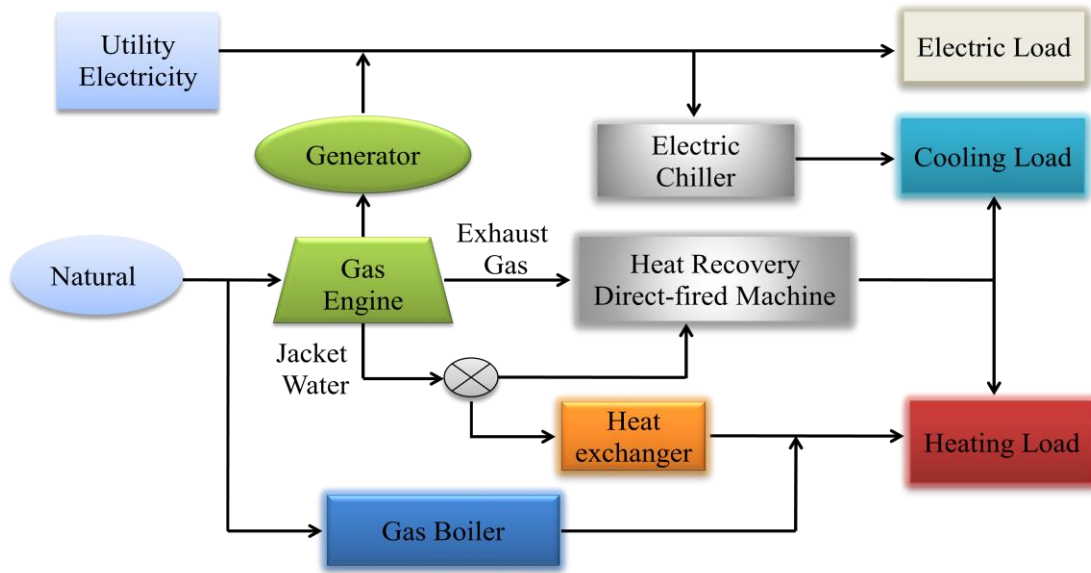 Utility
Electricity
Electric Load
Generator
Electric
Chiller
Cooling Load
Natural
Gas
Engine
Exhaust
Gas
Heat Recovery
Direct-fired Machine
Jacket
Water
Heat
exchanger
Heating Load
Gas Boiler